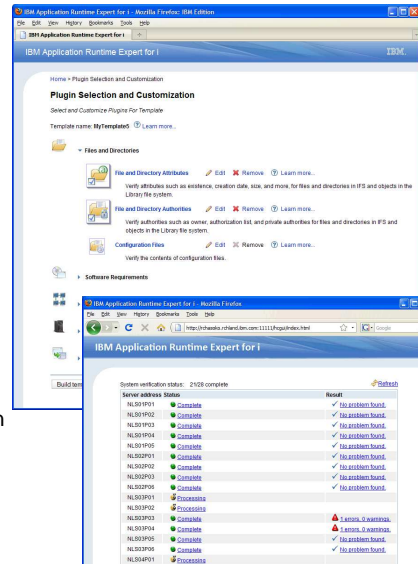 IBM Application Runtime Expert for i - Mozilla Firefox: IBM Edition
File Edit View History Bookmarks Tools Help
IBM Application Runtime Expert for i
IBM Application Runtime Expert for i IBM.
Home > Plugin Selection and Customization
Plugin Selection and Customization
Select and Customize Plugins For Template
Template name: MyTemplate5 Learn more...
Files and Directories
File and Directory Attributes Edit Remove Learn more...
Verify attributes such as existence, creation date, size, and more, for files and directories in IFS and objects in the
Library file system.
File and Directory Authorities Edit Remove Learn more...
Verify authorities such as owner, authorization list, and private authorities for files and directories in IFS and
objects in the Library file system.
Configuration Files Edit Remove Learn more...
Verify the contents of configuration files.
Software Requirements
Build tem
n
IBM Application Runtime Expert for i - Mozilla Firefox
File Edit View History Bookmarks Tools Help
Google
IBM Application Runtime Expert for i
System verification status: 21/28 complete Refresh
Server address Status Result
NLS01P01 Complete No problem found.
NLS01P02 Complete No problem found.
NLS01P03 Complete No problem found.
NLS01P04 Complete No problem found.
NLS01P05 Complete No problem found.
NLS02P01 Complete No problem found.
NLS02P02 Complete No problem found.
NLS02P03 Complete No problem found.
NLS02P06 Complete No problem found.
NLS03P01 Processing
NLS03P02 Processing
NLS03P03 Complete 1 errors, 0 warnings.
NLS03P04 Complete 1 errors, 0 warnings.
NLS03P05 Complete No problem found.
NLS03P06 Complete No problem found.
NLS04P01 Processing